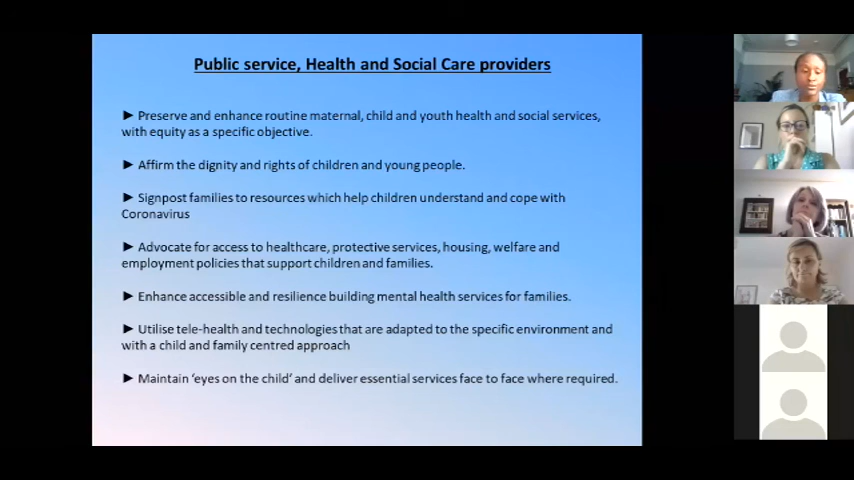 Public service, Health and Social Care providers
► Preserve and enhance routine maternal, child and youth health and social services,
with equity as a specific objective.
► Affirm the dignity and rights of children and young people.
► Signpost families to resources which help children understand and cope with
Coronavirus
► Advocate for access to healthcare, protective services, housing, welfare and
employment policies that support children and families.
► Enhance accessible and resilience building mental health services for families.
► Utilise tele-health and technologies that are adapted to the specific environment and
with a child and family centred approach
► Maintain ‘eyes on the child’ and deliver essential services face to face where required.